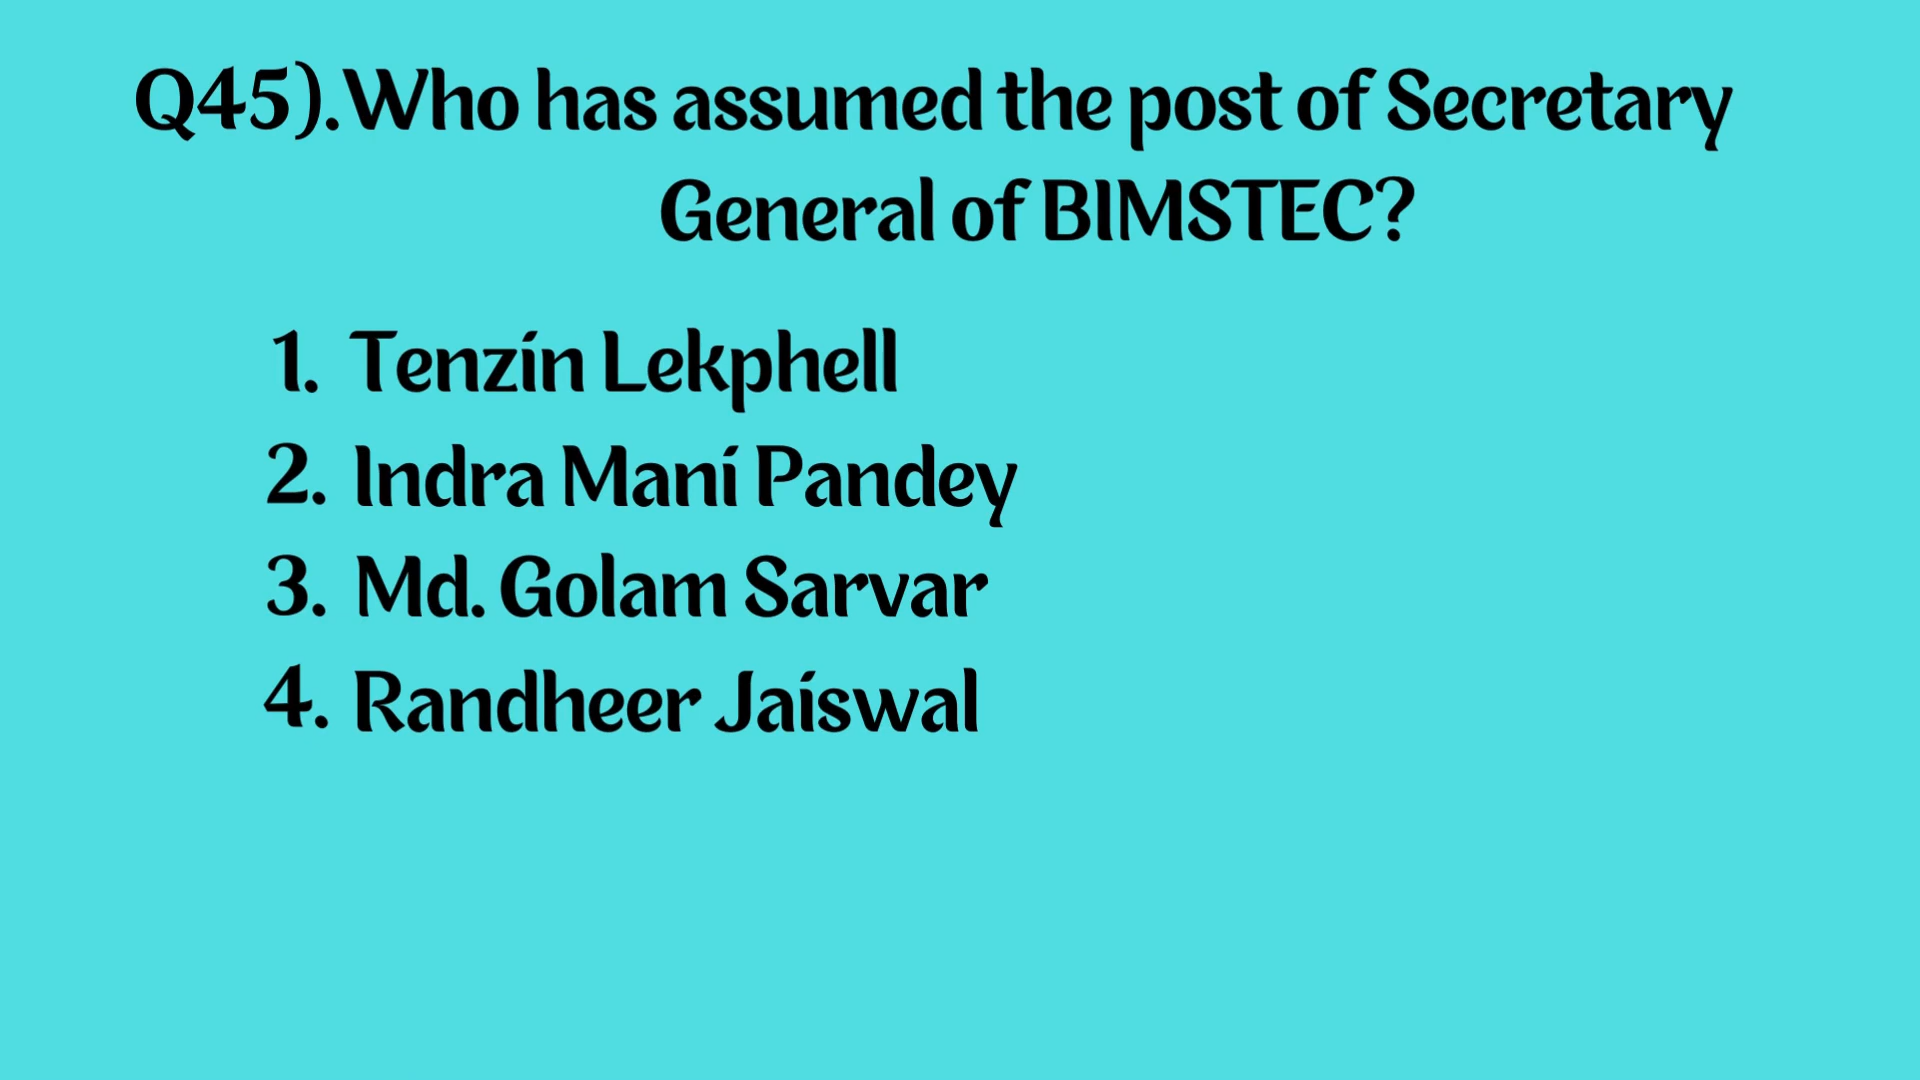 Q45).Who has assumed the post of Secretary
General of BIMSTEC?
1. Tenzin Lekphell
2. Indra Mani Pandey
3. Md. Golam Sarvar
4. Randheer Jaiswal